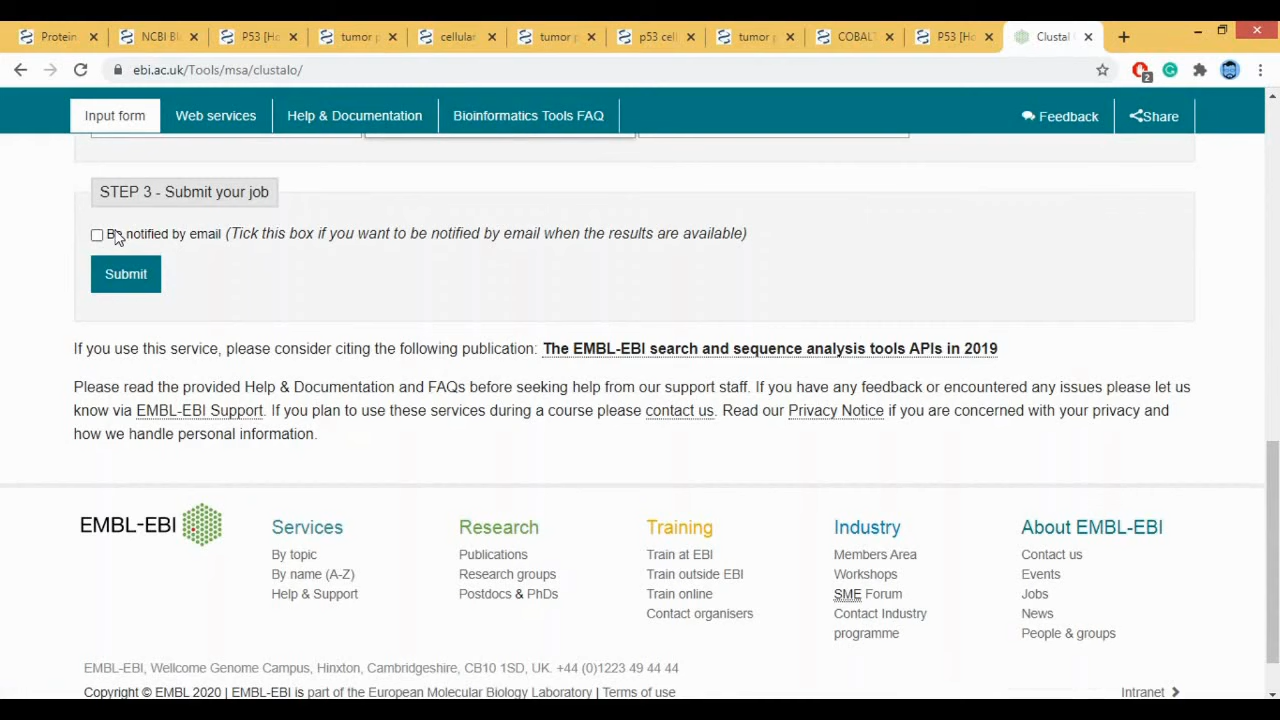 Protein
NCBI Bl
P53 [Ho
tumor p
cellular
tumor p
p53 cell
tumor p
COBALT
P53 [Ho
Clustal
ebi.ac.uk/Tools/msa/clustalo/
2
Input form
Web services
Help & Documentation
Bioinformatics Tools FAQ
Feedback
Share
STEP 3 - Submit your job
Be notified by email (Tick this box if you want to be notified by email when the results are available)
Submit
If you use this service, please consider citing the following publication: The EMBL-EBI search and sequence analysis tools APIs in 2019
Please read the provided Help & Documentation and FAQs before seeking help from our support staff. If you have any feedback or encountered any issues please let us
know via EMBL-EBI Support. If you plan to use these services during a course please contact us. Read our Privacy Notice if you are concerned with your privacy and
how we handle personal information.
EMBL-EBI
Services
By topic
By name (A-Z)
Help & Support
Research
Publications
Research groups
Postdocs & PhDs
Training
Train at EBI
Train outside EBI
Train online
Contact organisers
Industry
Members Area
Workshops
SME Forum
Contact Industry
programme
About EMBL-EBI
Contact us
Events
Jobs
News
People & groups
EMBL-EBI, Wellcome Genome Campus, Hinxton, Cambridgeshire, CB10 1SD, UK. +44 (0)1223 49 44 44
Copyright © EMBL 2020 | EMBL-EBI is part of the European Molecular Biology Laboratory | Terms of use
Intranet